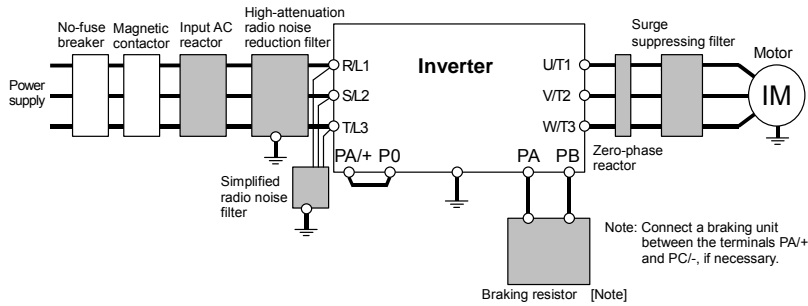 No-fuse
breaker
Magnetic
contactor
Input AC
reactor
High-attenuation
radio noise
reduction filter
Surge
suppressing filter
Motor
Power
supply
R/L1
S/L2
T/L3
Inverter
U/T1
V/T2
W/T3
IM
PA/+ P0
PA
PB
Zero-phase
reactor
Simplified
radio noise
filter
Note: Connect a braking unit
between the terminals PA/+
and PC/-, if necessary.
Braking resistor [Note]